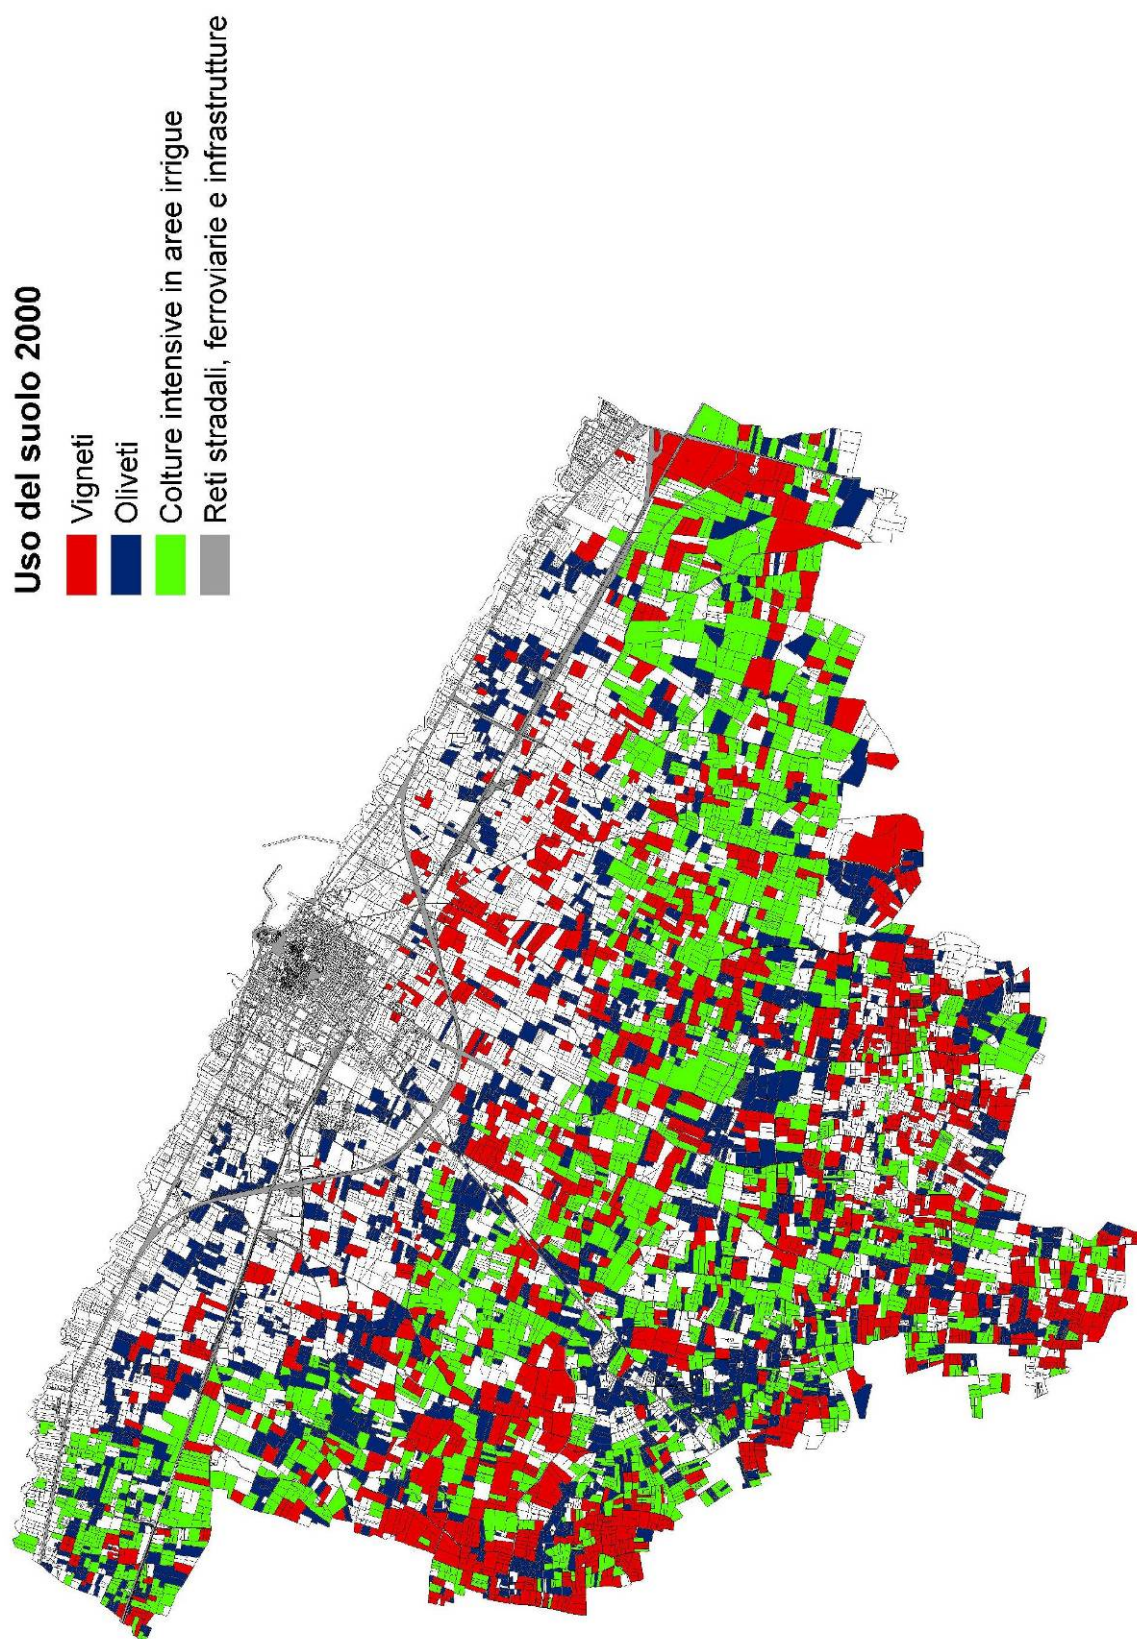 Uso del suolo 2000
Vigneti
Oliveti
Colture intensive in aree irrigue
Reti stradali, ferroviarie e infrastrutture